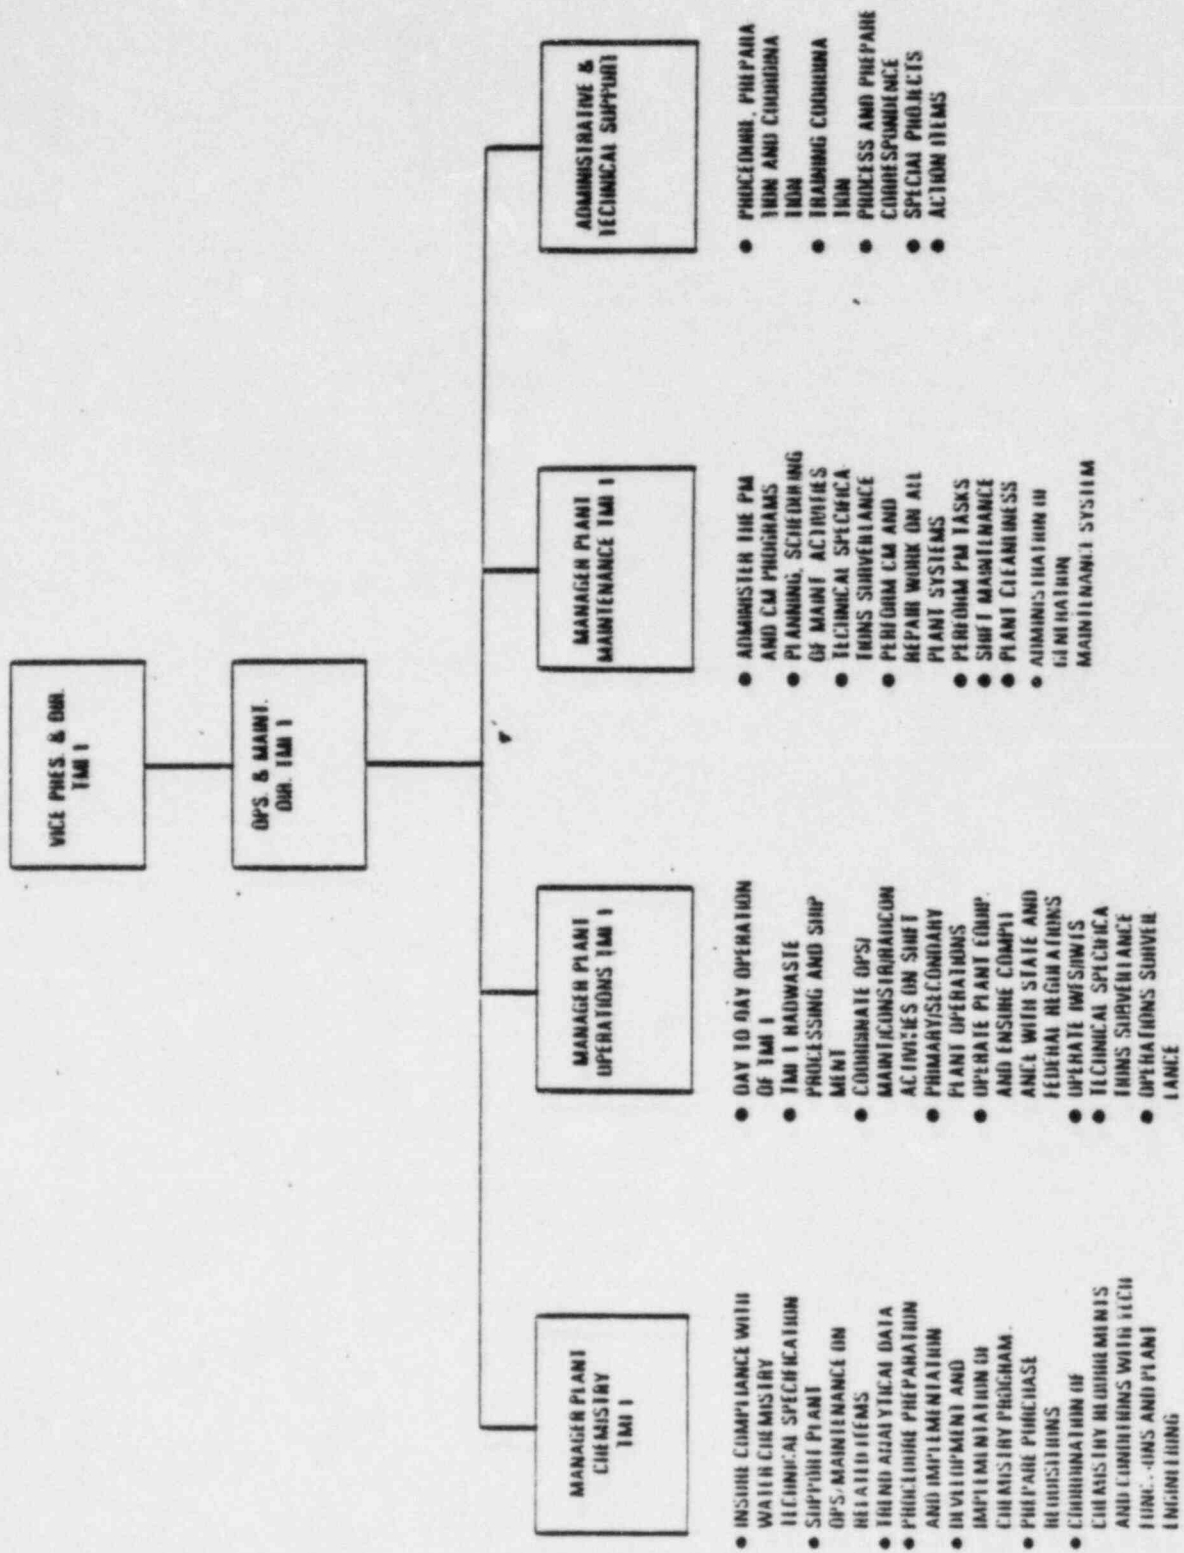 VICE PRES. & DIR.
TMI 1
OPS. & MAINT.
DIR. TMI 1
MANAGER PLANT
CHEMISTRY
TMI 1
● INSURE COMPLIANCE WITH
WATER CHEMISTRY
TECHNICAL SPECIFICATION
● SUPPORT PLANT
OPS/MAINTENANCE ON
RELATED ITEMS
● TREND ANALYTICAL DATA
● PROCEDURE PREPARATION
AND IMPLEMENTATION
● DEVELOPMENT AND
IMPLEMENTATION OF
CHEMISTRY PROGRAM.
● PREPARE PURCHASE
REQUISITIONS
● COORDINATION OF
CHEMISTRY REQUIREMENTS
AND CONDITIONS WITH TECH
AND PLANT
ENGINEERING
MANAGER PLANT
OPERATIONS TMI 1
● DAY TO DAY OPERATION
OF TMI 1
● TMI 1 RADWASTE
PROCESSING AND SHIP
MENT
● COORDINATE OPS/
MAINT/CONSTR/RADCON
ACTIVITIES ON SHIFT
● PRIMARY/SECONDARY
PLANT OPERATIONS
● OPERATE PLANT EQUIP.
AND ENSURE COMPLI
ANCE WITH STATE AND
FEDERAL REGULATIONS
● OPERATE IWFS/IWTS
● TECHNICAL SPECIFICA
TIONS SURVEILLANCE
● OPERATIONS SURVEIL
LANCE
MANAGER PLANT
MAINTENANCE TMI 1
● ADMINISTER THE PM
AND CM PROGRAMS
● PLANNING, SCHEDULING
OF MAINT ACTIVITIES
● TECHNICAL SPECIFICA
TIONS SURVEILLANCE
● PERFORM CM AND
REPAIR WORK ON ALL
PLANT SYSTEMS
● PERFORM PM TASKS
● SHIFT MAINTENANCE
● PLANT CLEANLINESS
● ADMINISTRATION OF
GENERATION
MAINTENANCE SYSTEM
ADMINISTRATIVE &
TECHNICAL SUPPORT
● PROCEDURE, PREPARA
TION AND COORDINA
TION
● TRAINING COORDINA
TION
● PROCESS AND PREPARE
CORRESPONDENCE
● SPECIAL PROJECTS
● ACTION ITEMS